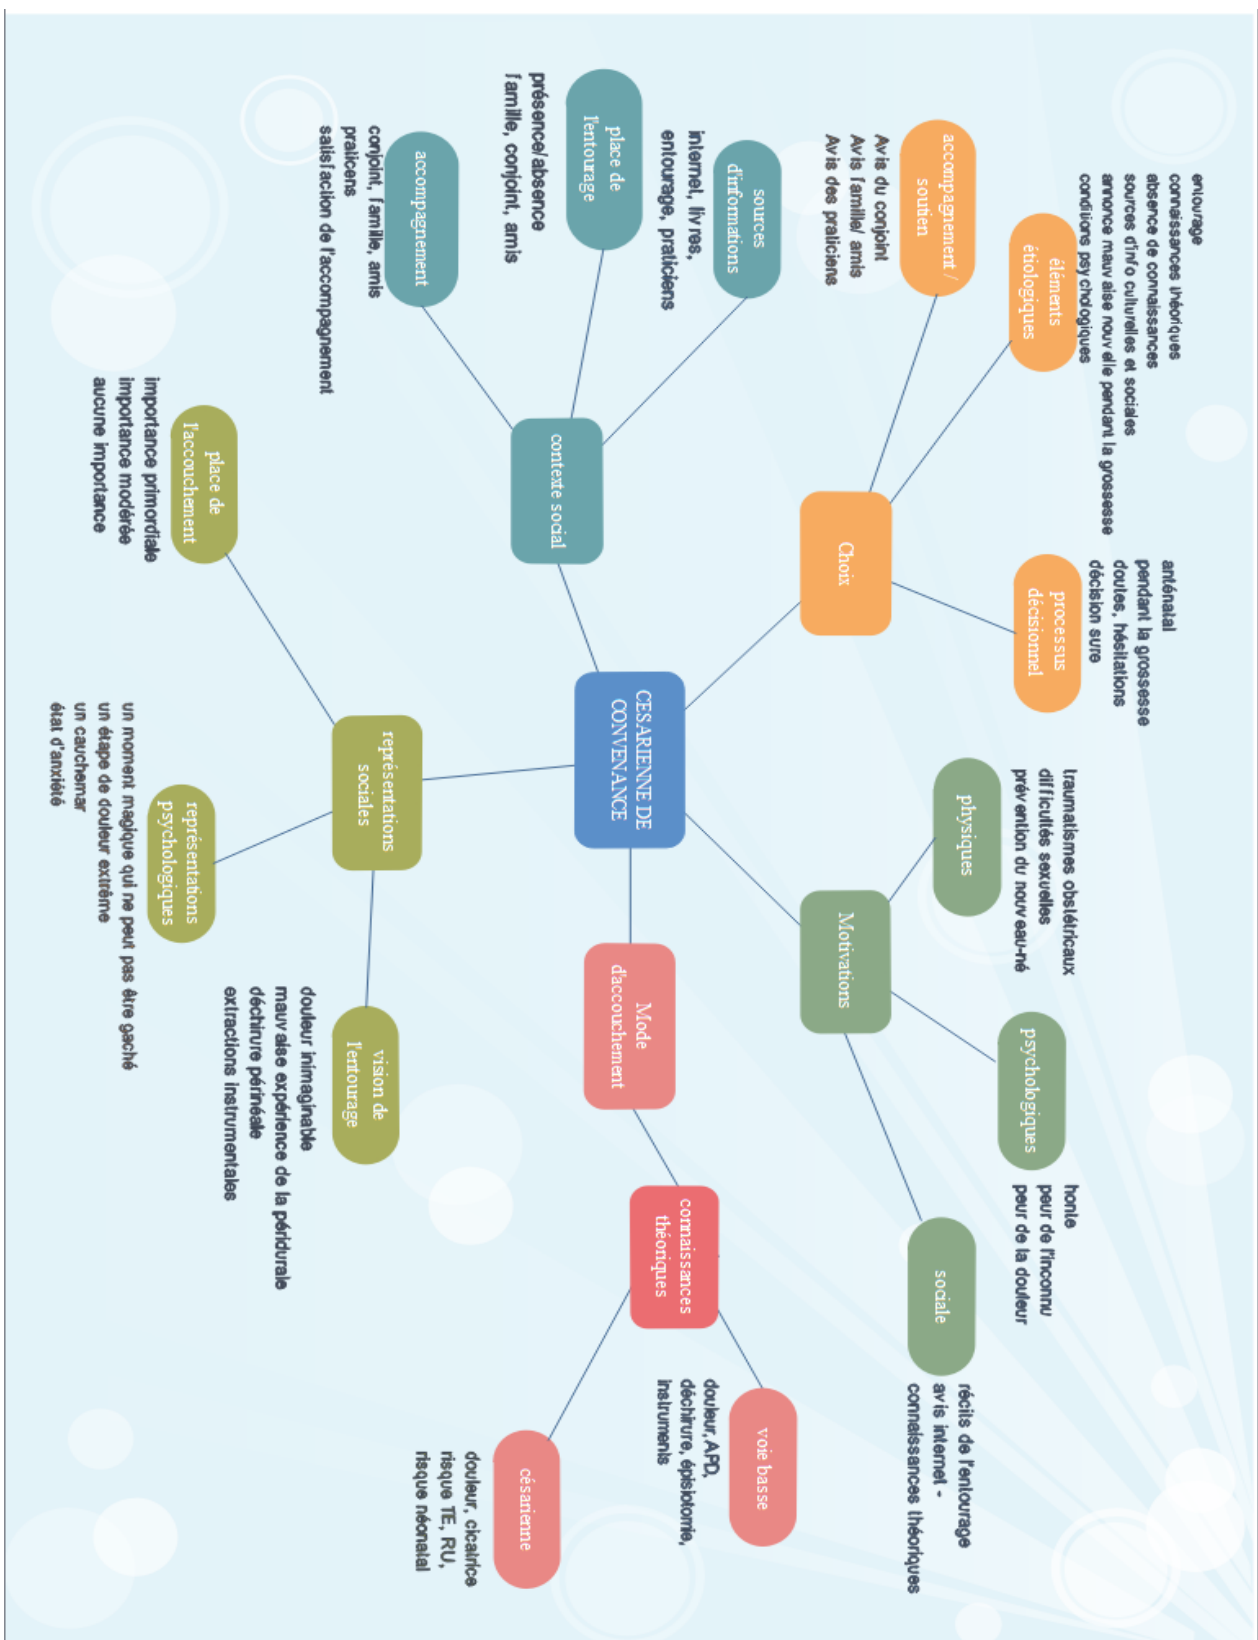 entourage
connaissances théoriques
absence de connaissances
sources d'info culturelles et sociales
annonce mauvaise nouvelle pendant la grossesse
conditions psychologiques
éléments
étiologiques
accompagnement /
soutien
Avis du conjoint
Avis famille/ amis
Avis des praticiens
anténatal
pendant la grossesse
doutes, hésitations
décision sure
processus
décisionnel
Choix
traumatismes obstétricaux
difficultés sexuelles
prévention du nouveau-né
physiques
psychologiques
honte
peur de l'inconnu
peur de la douleur
Motivations
sociale
récits de l'entourage
avis internet -
connaissances théoriques
sources
d'informations
internet, livres,
entourage, praticiens
place de
l'entourage
présence/absence
famille, conjoint, amis
accompagnement
conjoint, famille, amis
praticens
satisfaction de l'accompagnement
contexte social
CESARIENNE DE
CONVENANCE
Mode
d'accouchement
connaissances
théoriques
voie basse
douleur, APD,
déchirure, épisiotomie,
instruments
césarienne
douleur, cicatrice
risque TE, RU,
risque néonatal
représentations
sociales
place de
l'accouchement
importance primordiale
importance modérée
aucune importance
représentations
psychologiques
un moment magique qui ne peut pas être gaché
un étape de douleur extrême
un cauchemar
état d'anxiété
vision de
l'entourage
douleur inimaginable
mauvaise expérience de la péridurale
déchirure périnéale
extractions instrumentales